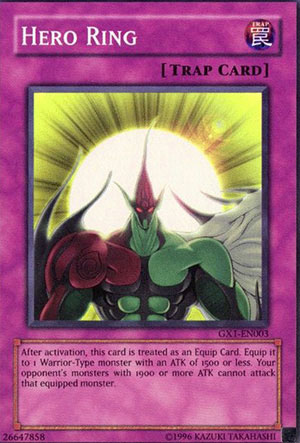 HERO RING
TRAP
罠
[TRAP CARD]
GX1-EN003
After activation, this card is treated as an Equip Card. Equip it
to 1 Warrior-Type monster with an ATK of 1500 or less. Your
opponent's monsters with 1900 or more ATK cannot attack
that equipped monster.
26647858
©1996 KAZUKI TAKAHASHI